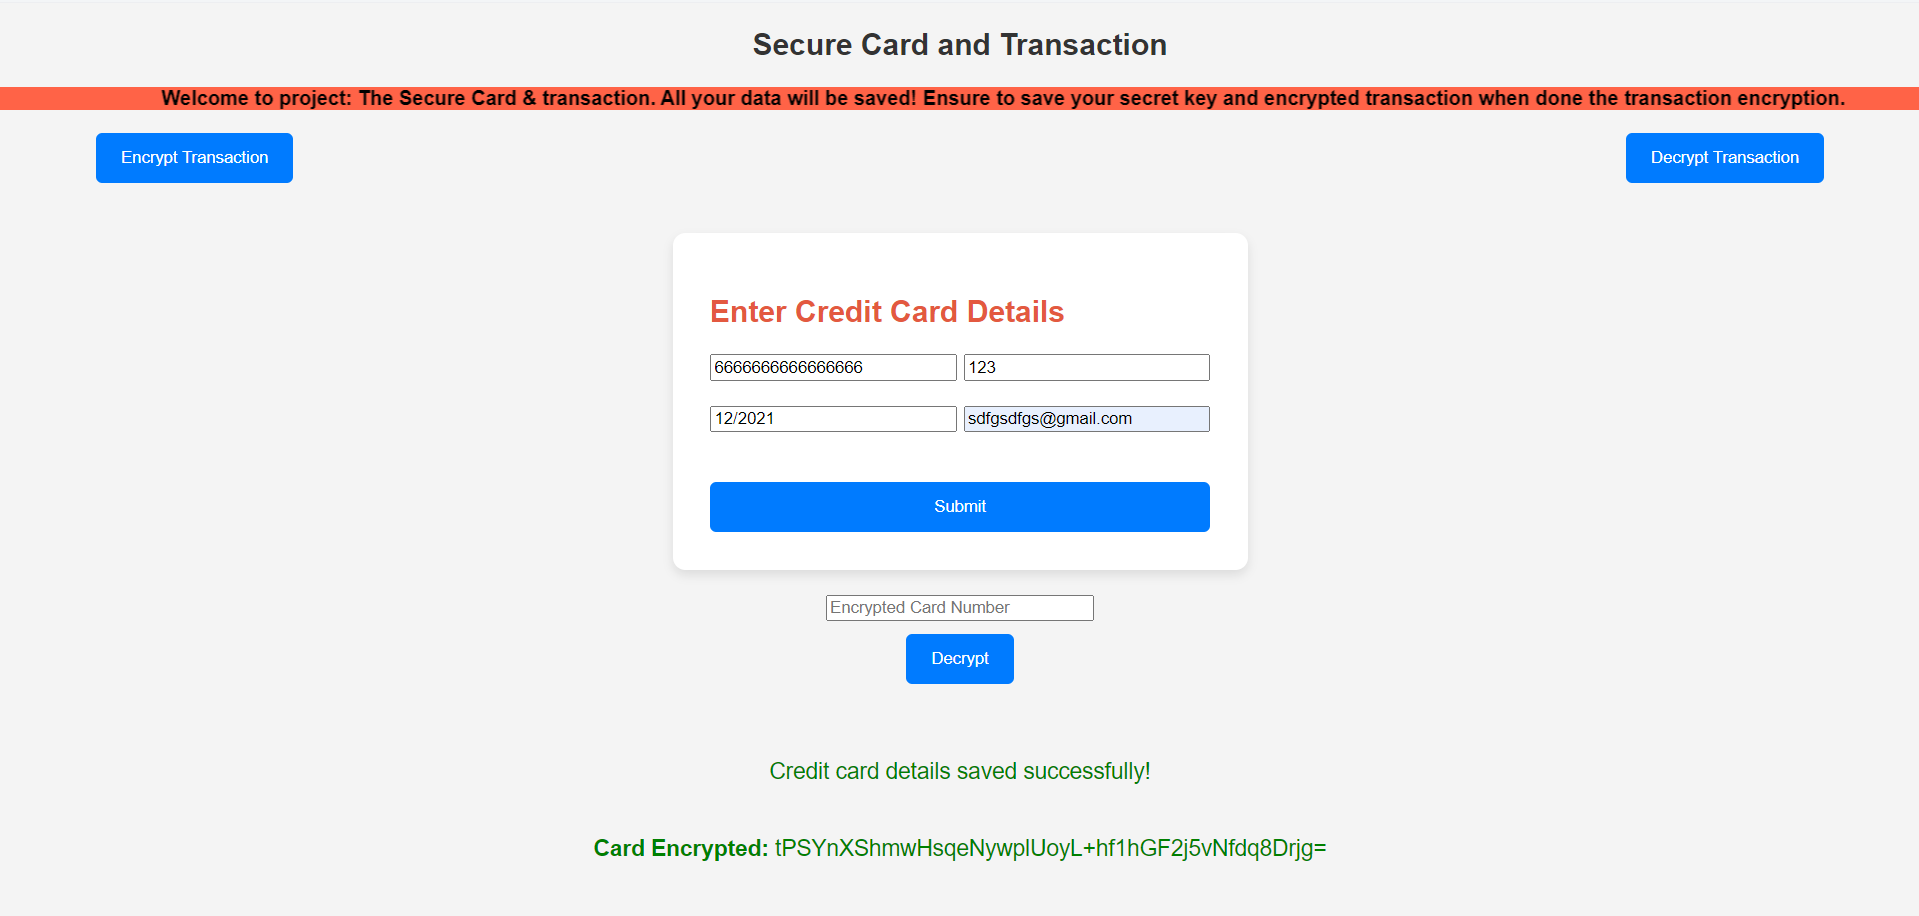 Secure Card and Transaction
Welcome to project: The Secure Card & transaction. All your data will be saved! Ensure to save your secret key and encrypted transaction when done the transaction encryption.
Encrypt Transaction
Decrypt Transaction
Enter Credit Card Details
6666666666666666
123
12/2021
sdfgsdfgs@gmail.com
Submit
Encrypted Card Number
Decrypt
Credit card details saved successfully!
Card Encrypted: tPSYnXShmwHsqeNywplUoyL+hf1hGF2j5vNfdq8Drjg=